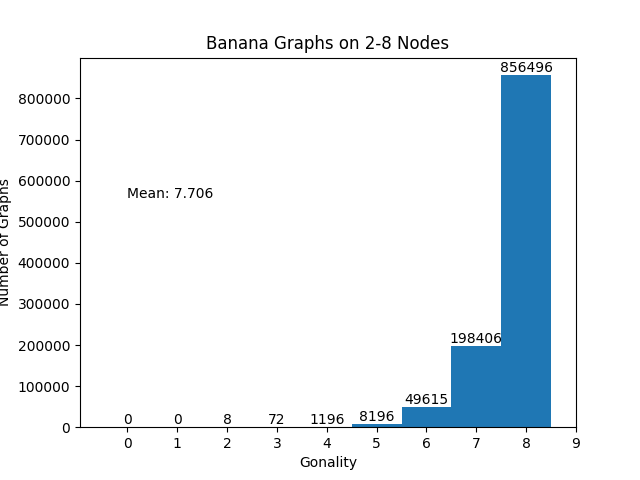 Banana Graphs on 2-8 Nodes
Number of Graphs
800000
700000
600000
500000
400000
300000
200000
100000
0
Mean: 7.706
0 0 8 72 1196 8196 49615 198406 856496
0 1 2 3 4 5 6 7 8 9
Gonality